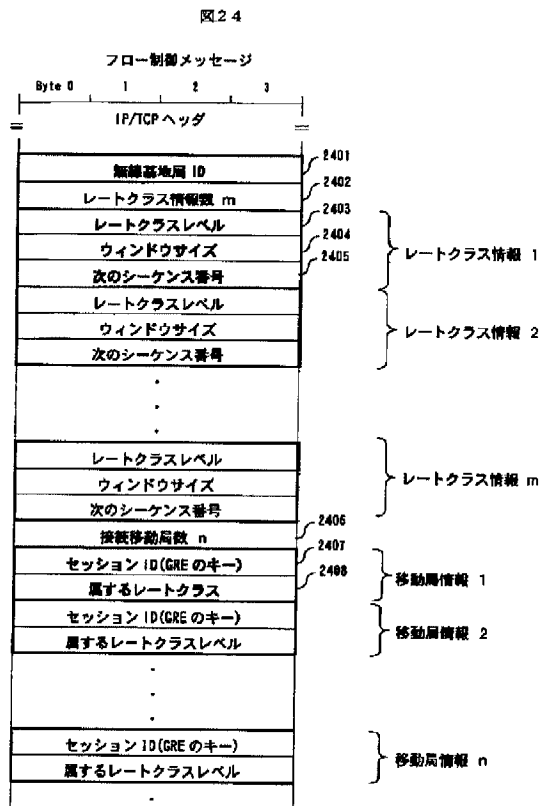 図24
フロー制御メッセージ
Byte 0 1 2 3
IP/TCP ヘッダ
無線基地局 ID 2401
レートクラス情報数 m 2402
レートクラスレベル 2403
ウィンドウサイズ 2404
次のシーケンス番号 2405
レートクラス情報 1
レートクラスレベル
ウィンドウサイズ
次のシーケンス番号
レートクラス情報 2
レートクラスレベル
ウィンドウサイズ
次のシーケンス番号
レートクラス情報 m
接続移動局数 n 2406
セッション ID(GREのキー) 2407
属するレートクラス 2408
移動局情報 1
セッション ID(GREのキー)
属するレートクラスレベル
移動局情報 2
セッション ID(GREのキー)
属するレートクラスレベル
移動局情報 n